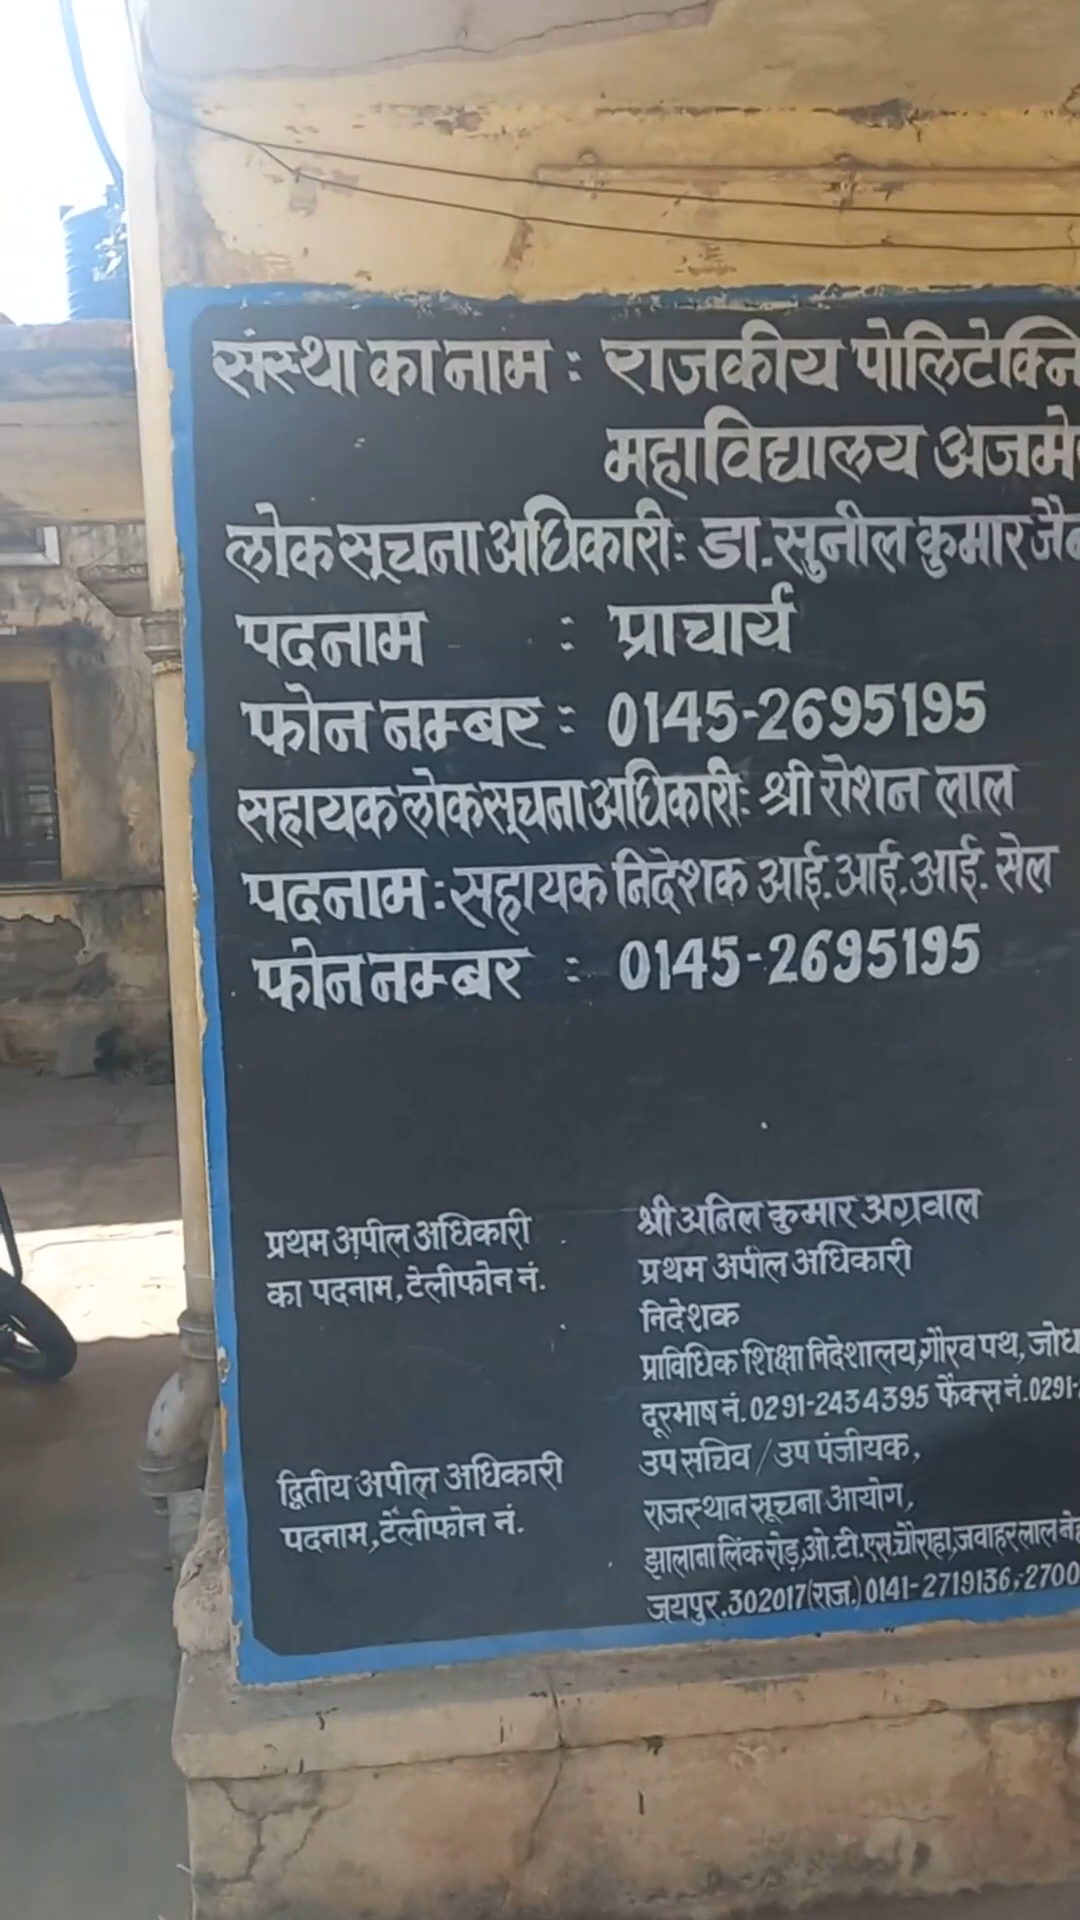 संस्था का नाम : राजकीय पोलिटेक्नि
महाविद्यालय अजमे
लोक सूचना अधिकारी: डा. सुनील कुमार जैन
पदनाम : प्राचार्य
फोन नम्बर : 0145-2695195
सहायक लोक सूचना अधिकारी: श्री रोशन लाल
पदनाम : सहायक निदेशक आई.आई.आई. सेल
फोन नम्बर : 0145-2695195
प्रथम अपील अधिकारी
का पदनाम, टेलीफोन नं.
श्री अनिल कुमार अग्रवाल
प्रथम अपील अधिकारी
निदेशक
प्राविधिक शिक्षा निदेशालय, गौरव पथ, जोध
दूरभाष नं. 0291-2434395 फैक्स नं. 0291-
द्वितीय अपील अधिकारी
पदनाम, टेलीफोन नं.
उप सचिव / उप पंजीयक,
राजस्थान सूचना आयोग,
झालाना लिंक रोड़, ओ.टी.एस. चौराहा, जवाहर लाल ने
जयपुर. 302017 (राज.) 0141-2719136, 2700